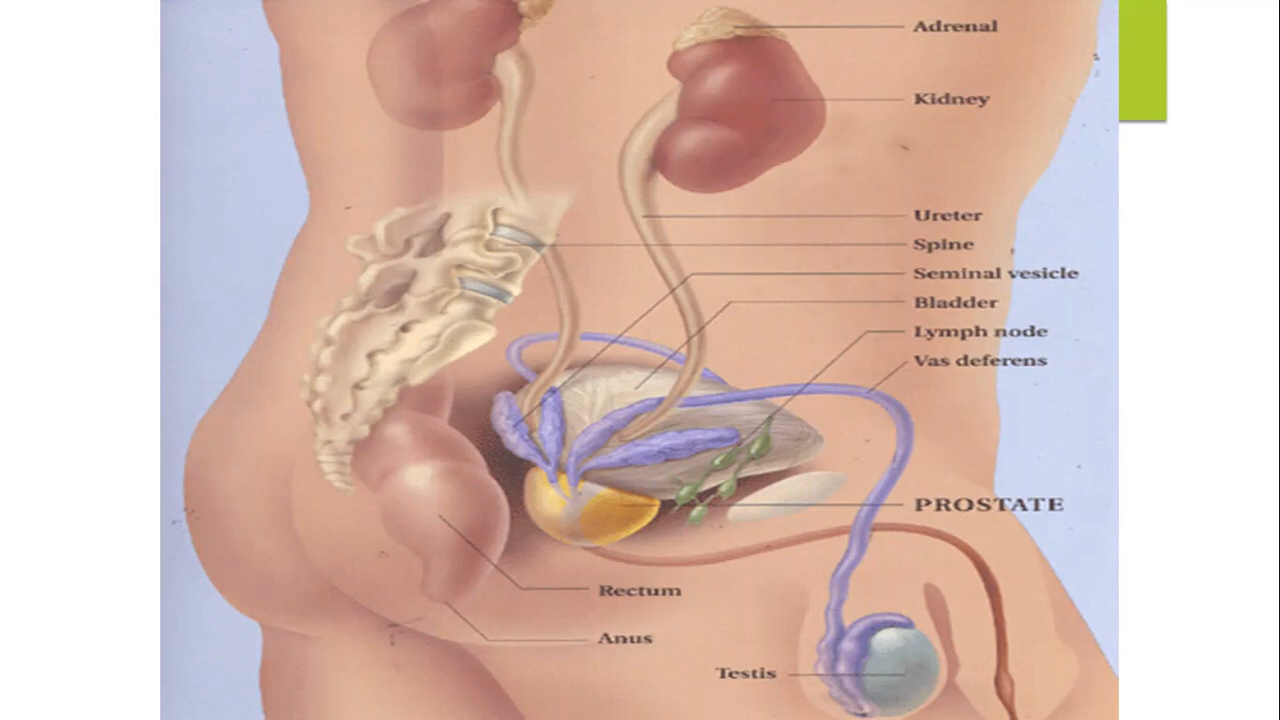 Adrenal
Kidney
Ureter
Spine
Seminal vesicle
Bladder
Lymph node
Vas deferens
PROSTATE
Rectum
Anus
Testis